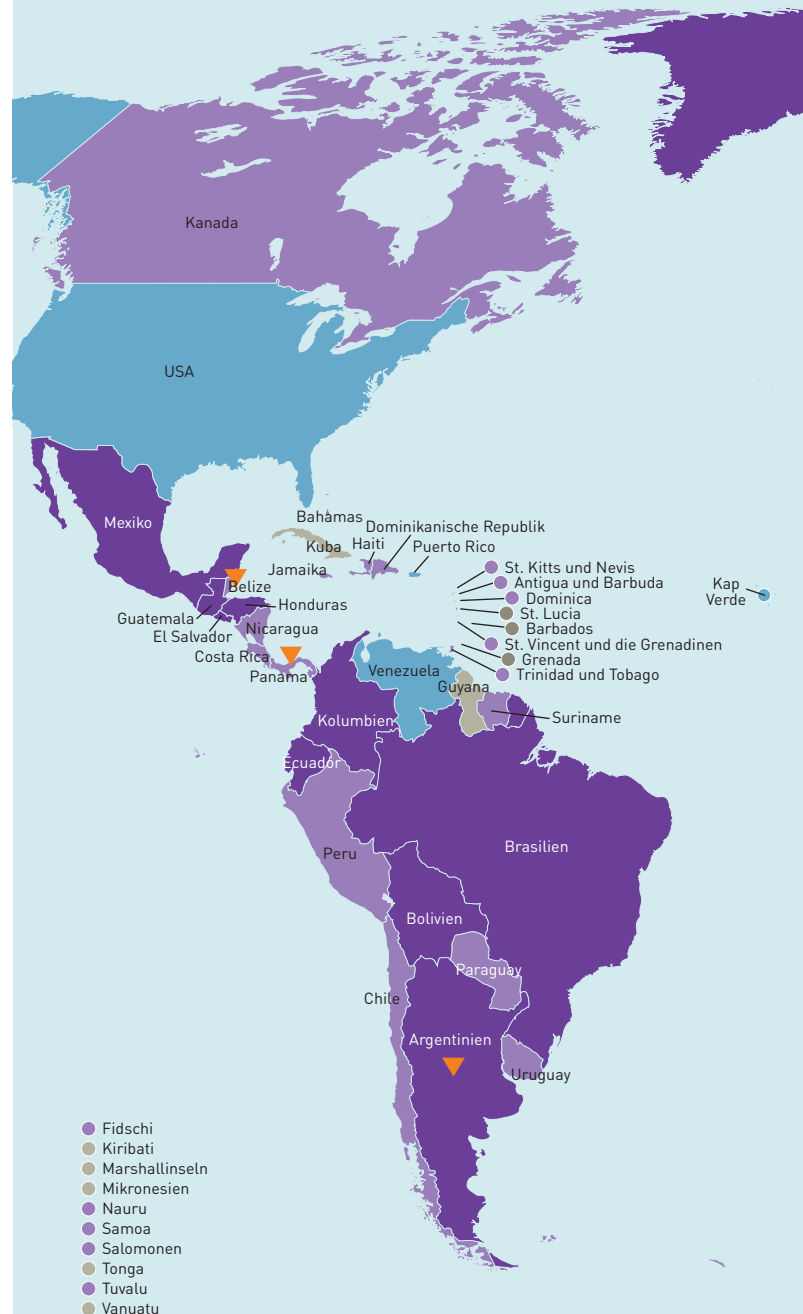 Kanada
USA
Mexiko
Bahamas
Dominikanische Republik
Kuba
Haiti
Puerto Rico
Jamaika
Belize
St. Kitts und Nevis
Antigua und Barbuda
Dominica
St. Lucia
Barbados
St. Vincent und die Grenadinen
Grenada
Trinidad und Tobago
Kap
Verde
Guatemala
Honduras
El Salvador
Nicaragua
Costa Rica
Panama
Venezuela
Guyana
Suriname
Kolumbien
Ecuador
Peru
Brasilien
Bolivien
Paraguay
Chile
Argentinien
Uruguay
Fidschi
Kiribati
Marshallinseln
Mikronesien
Nauru
Samoa
Salomonen
Tonga
Tuvalu
Vanuatu